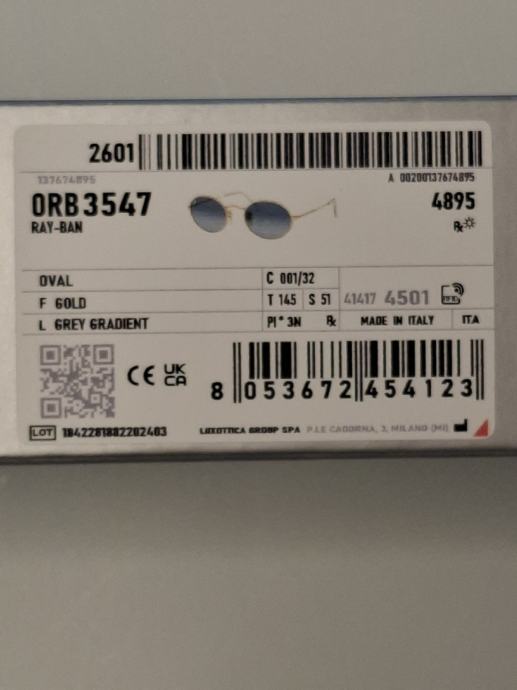 2601
137674895
A 00200137674895
0RB3547
4895
RAY-BAN
Rx
OVAL
C 001/32
F GOLD
T 145 S 51
41417 4501
RFID
L GREY GRADIENT
PI* 3N Rx
MADE IN ITALY
ITA
CE UK CA
8 053672 454123
LOT 1842281882202403
LUXOTTICA GROUP SPA P.LE CADORNA, 3, MILANO (MI)